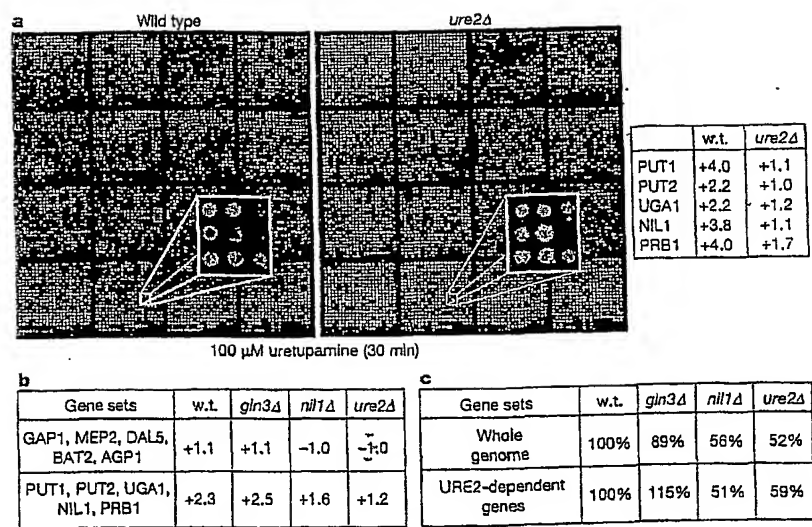 a
Wild type
ure2Δ
w.t. ure2Δ
PUT1 +4.0 +1.1
PUT2 +2.2 +1.0
UGA1 +2.2 +1.2
NIL1 +3.8 +1.1
PRB1 +4.0 +1.7
100 μM uretupamine (30 min)
b
Gene sets w.t. gln3Δ nil1Δ ure2Δ
GAP1, MEP2, DAL5,
BAT2, AGP1
+1.1 +1.1 -1.0 -1.0
PUT1, PUT2, UGA1,
NIL1, PRB1
+2.3 +2.5 +1.6 +1.2
c
Gene sets w.t. gln3Δ nil1Δ ure2Δ
Whole
genome
100% 89% 56% 52%
URE2-dependent
genes
100% 115% 51% 59%